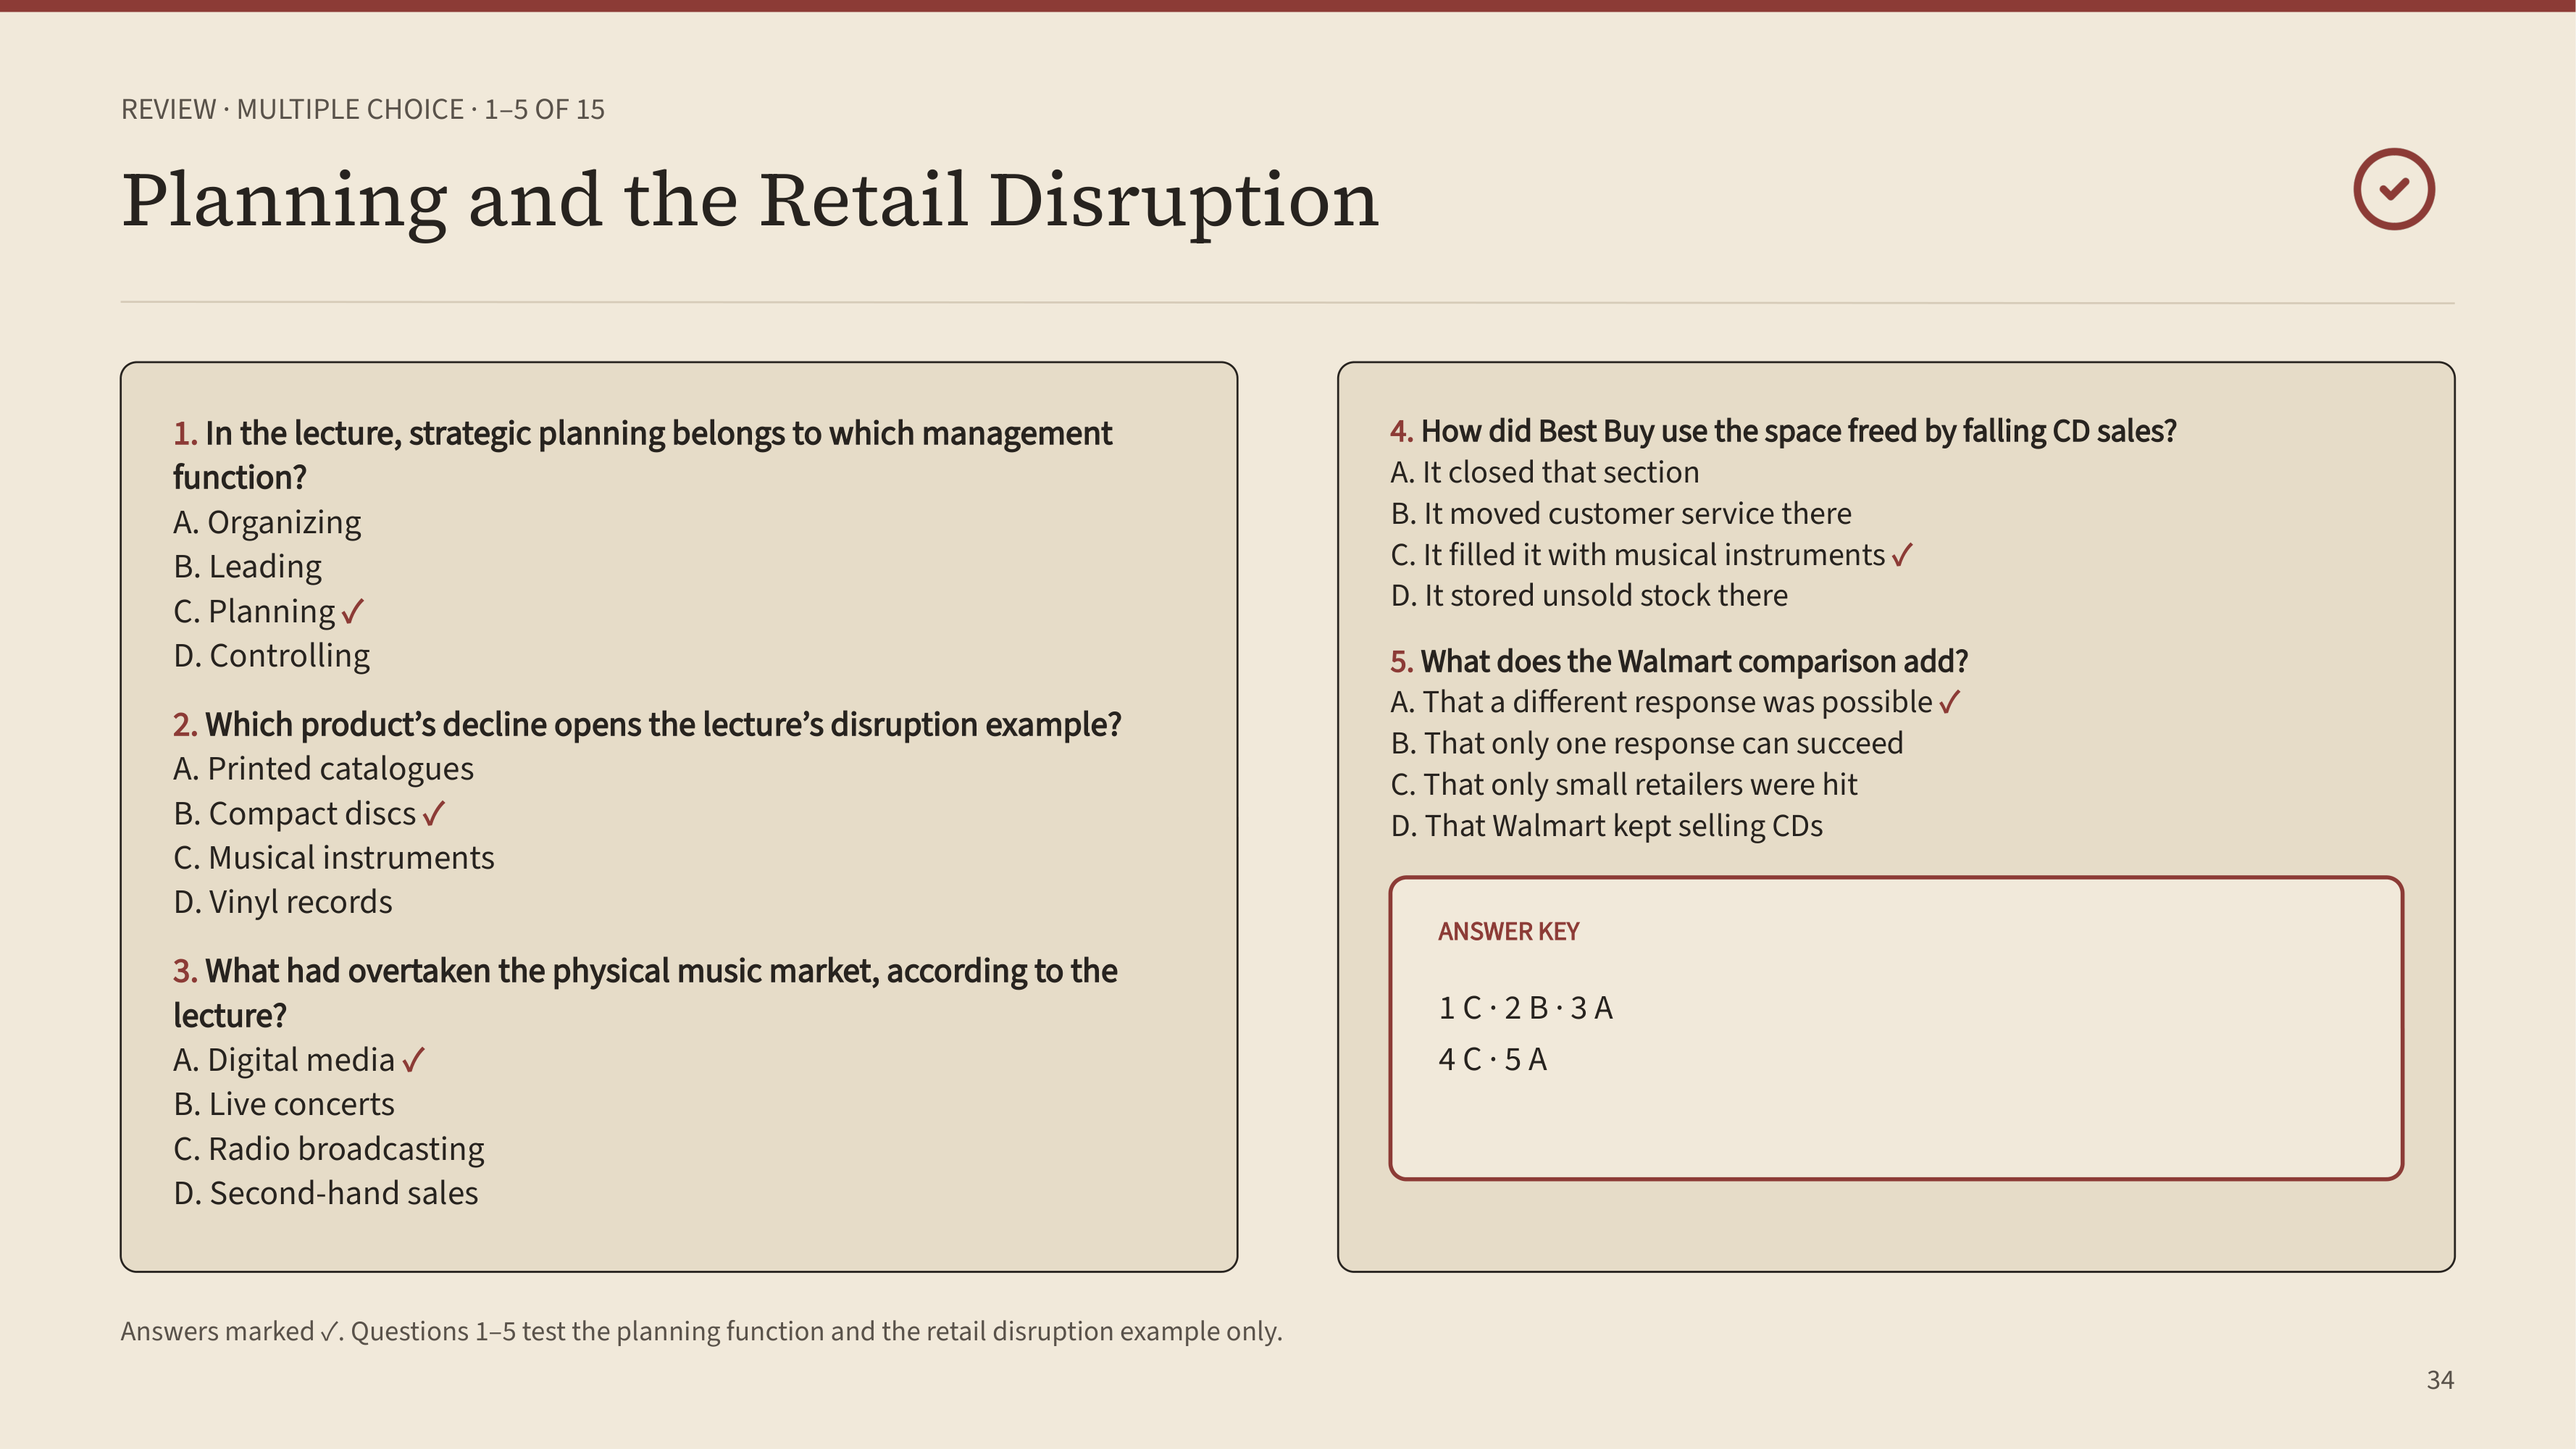 REVIEW · MULTIPLE CHOICE · 1–5 OF 15
Planning and the Retail Disruption
1. In the lecture, strategic planning belongs to which management
function?
A. Organizing
B. Leading
C. Planning ✓
D. Controlling
2. Which product’s decline opens the lecture’s disruption example?
A. Printed catalogues
B. Compact discs ✓
C. Musical instruments
D. Vinyl records
3. What had overtaken the physical music market, according to the
lecture?
A. Digital media ✓
B. Live concerts
C. Radio broadcasting
D. Second-hand sales
4. How did Best Buy use the space freed by falling CD sales?
A. It closed that section
B. It moved customer service there
C. It filled it with musical instruments ✓
D. It stored unsold stock there
5. What does the Walmart comparison add?
A. That a different response was possible ✓
B. That only one response can succeed
C. That only small retailers were hit
D. That Walmart kept selling CDs
ANSWER KEY
1 C · 2 B · 3 A
4 C · 5 A
Answers marked ✓. Questions 1–5 test the planning function and the retail disruption example only.
34